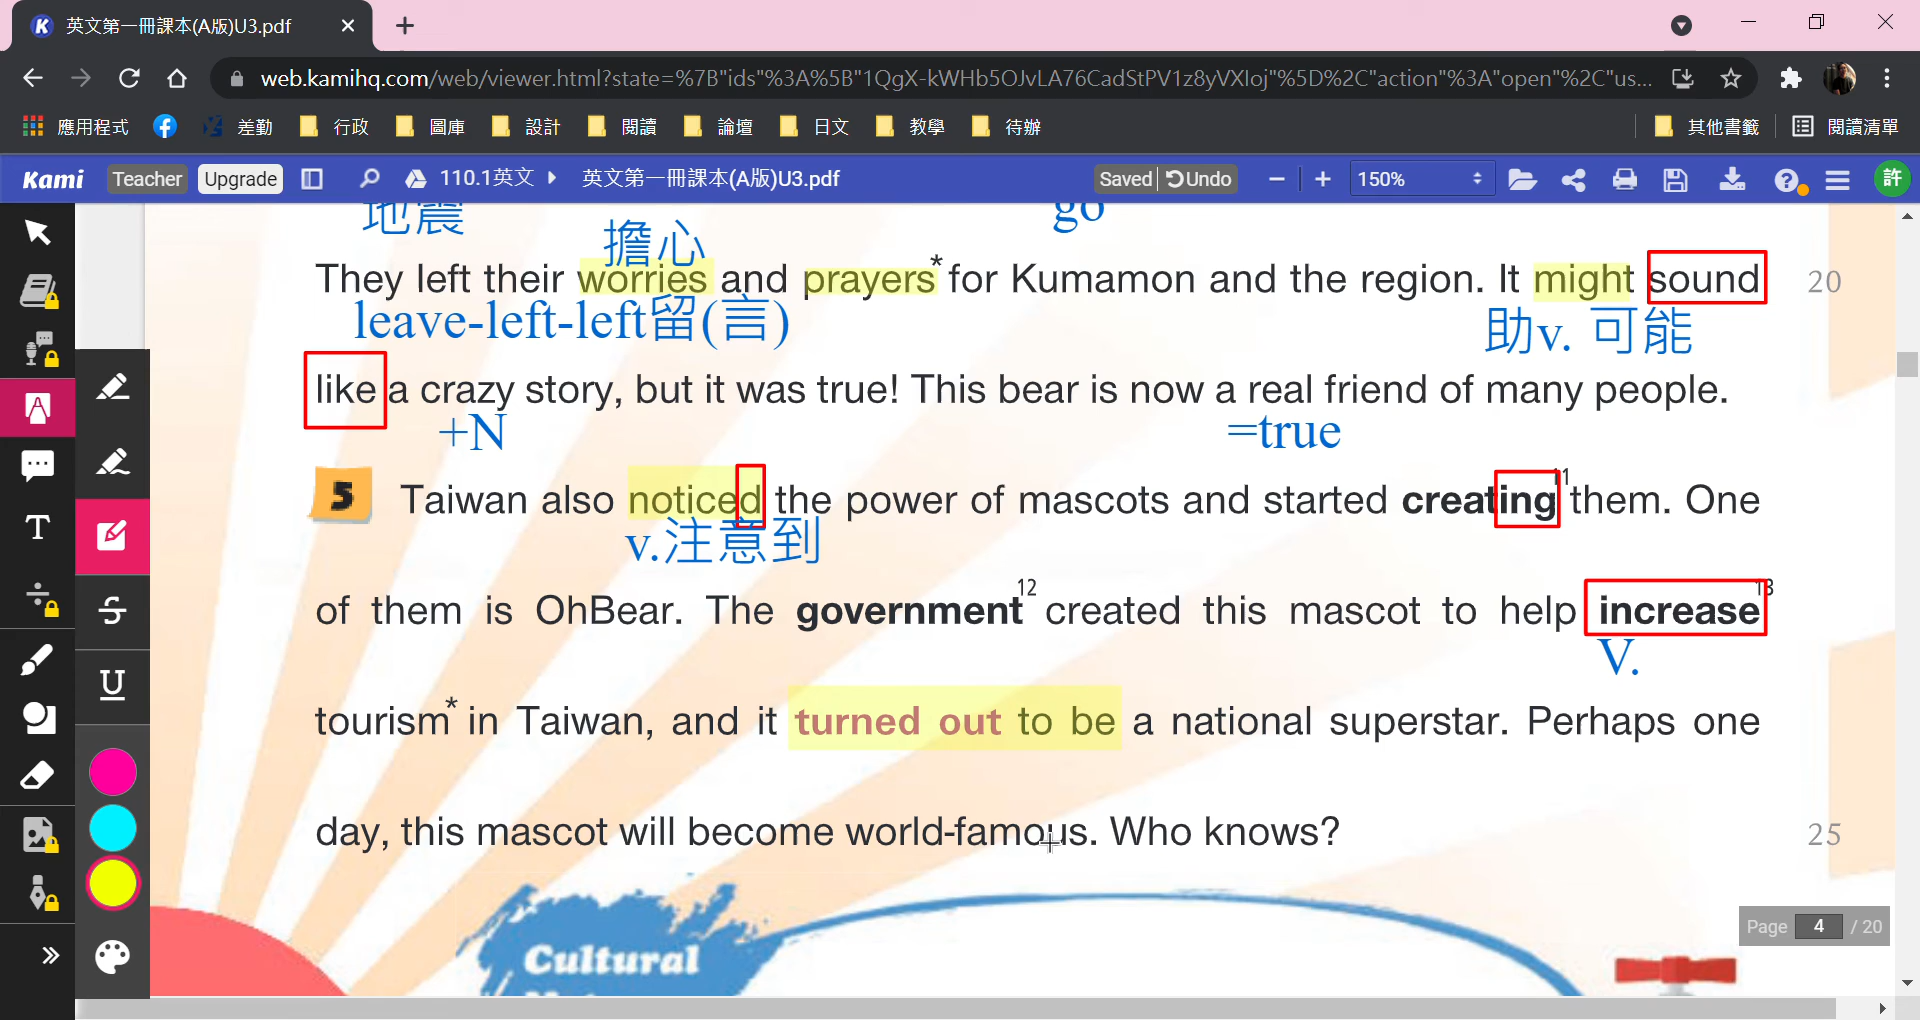 英文第一冊課本(A版)U3.pdf
web.kamihq.com/web/viewer.html?state=%7B"ids"%3A%5B"1QgX-kWHb5OJvLA76CadStPV1z8yVXIoj"%5D%2C"action"%3A"open"%2C"us...
應用程式 差勤 行政 圖庫 設計 閱讀 論壇 日文 教學 待辦 其他書籤 閱讀清單
Kami Teacher Upgrade 110.1英文 英文第一冊課本(A版)U3.pdf Saved Undo 150% 許
地震 go
擔心
They left their worries and prayers* for Kumamon and the region. It might sound 20
leave-left-left留(言) 助v. 可能
like a crazy story, but it was true! This bear is now a real friend of many people.
+N =true
5 Taiwan also noticed the power of mascots and started creating11 them. One
v.注意到
of them is OhBear. The government12 created this mascot to help increase13
V.
tourism* in Taiwan, and it turned out to be a national superstar. Perhaps one
day, this mascot will become world-famous. Who knows? 25
Page 4 / 20
Cultural